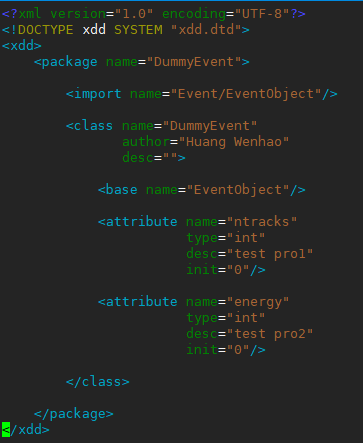 <?xml version="1.0" encoding="UTF-8"?>
<!DOCTYPE xdd SYSTEM "xdd.dtd">
<xdd>
    <package name="DummyEvent">
        <import name="Event/EventObject"/>
        <class name="DummyEvent"
               author="Huang Wenhao"
               desc="">
            <base name="EventObject"/>
            <attribute name="ntracks"
                       type="int"
                       desc="test pro1"
                       init="0"/>
            <attribute name="energy"
                       type="int"
                       desc="test pro2"
                       init="0"/>
        </class>
    </package>
</xdd>